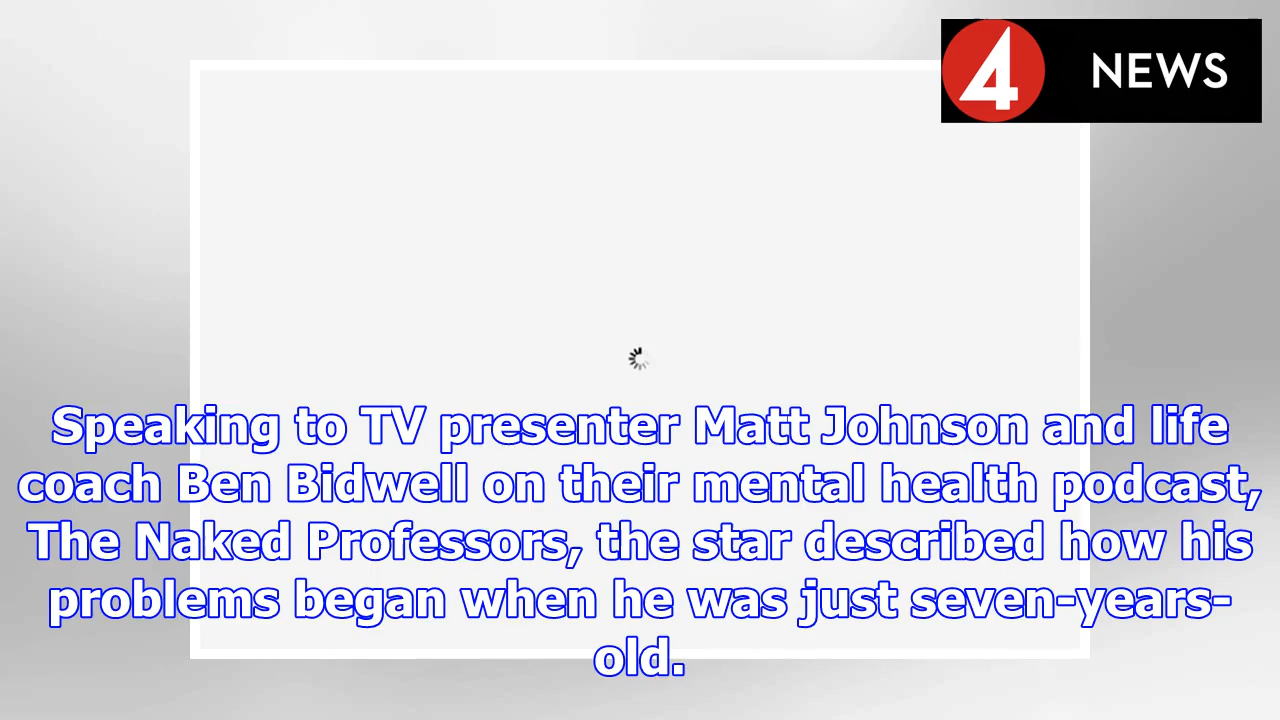 4 NEWS
Speaking to TV presenter Matt Johnson and life
coach Ben Bidwell on their mental health podcast,
The Naked Professors, the star described how his
problems began when he was just seven-years-
old.